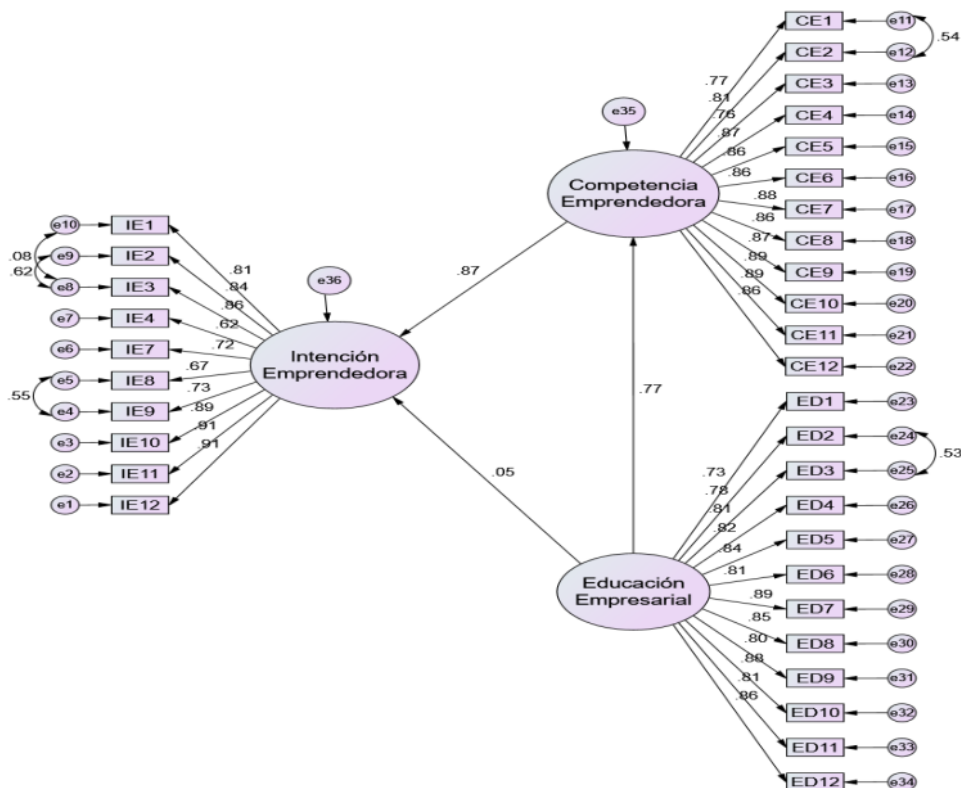 CE1
e11
.54
CE2
e12
CE3
e13
CE4
e14
CE5
e15
CE6
e16
CE7
e17
CE8
e18
CE9
e19
CE10
e20
CE11
e21
CE12
e22
.77
.81
.76
.87
.86
.86
.88
.86
.87
.89
.89
.86
e35
Competencia
Emprendedora
e10
IE1
e9
IE2
.08
.62
e8
IE3
e7
IE4
e6
IE7
e5
IE8
.55
e4
IE9
e3
IE10
e2
IE11
e1
IE12
.81
.84
.86
.62
.72
.67
.73
.89
.91
.91
e36
Intención
Emprendedora
.87
.77
.05
Educación
Empresarial
.73
.78
.81
.82
.84
.81
.89
.85
.80
.88
.81
.86
ED1
e23
ED2
e24
.53
ED3
e25
ED4
e26
ED5
e27
ED6
e28
ED7
e29
ED8
e30
ED9
e31
ED10
e32
ED11
e33
ED12
e34